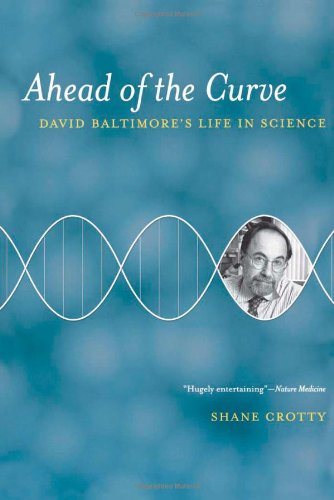 Ahead of the Curve
DAVID BALTIMORE'S LIFE IN SCIENCE
"Hugely entertaining"—Nature Medicine
SHANE CROTTY